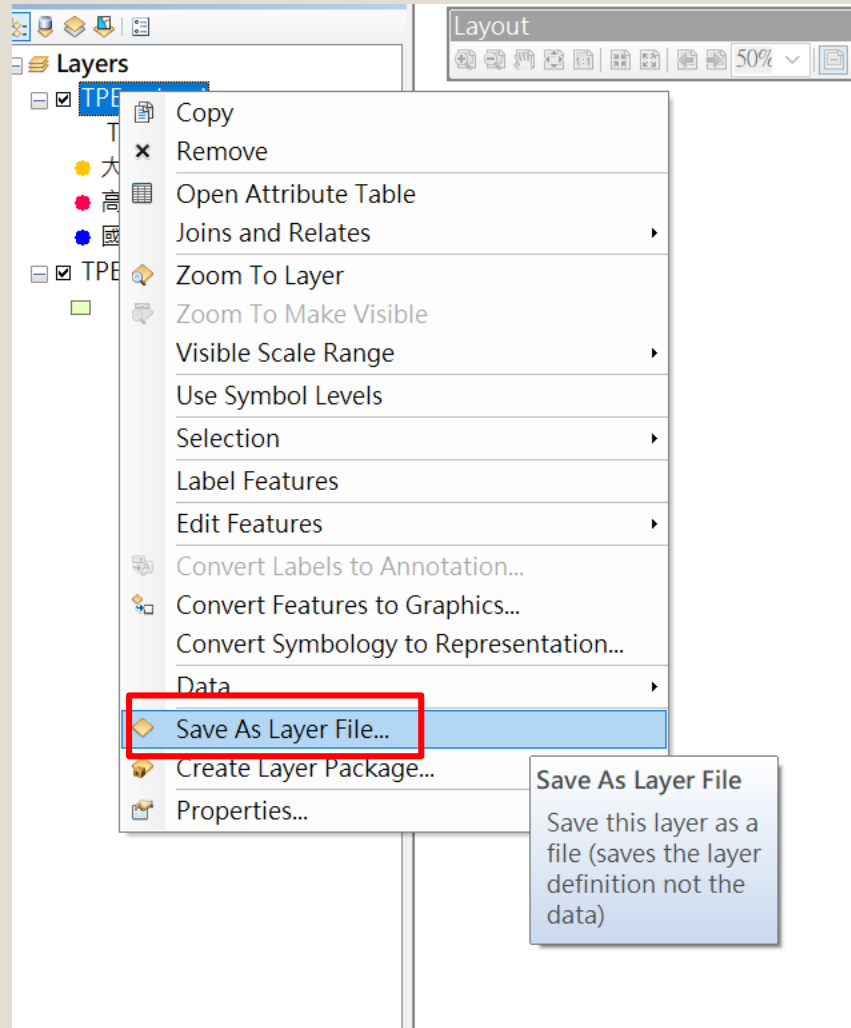 Layout
50%
Layers
TPE
T
大
高
國
TPE
Copy
Remove
Open Attribute Table
Joins and Relates
Zoom To Layer
Zoom To Make Visible
Visible Scale Range
Use Symbol Levels
Selection
Label Features
Edit Features
Convert Labels to Annotation...
Convert Features to Graphics...
Convert Symbology to Representation...
Data
Save As Layer File...
Create Layer Package...
Properties...
Save As Layer File
Save this layer as a
file (saves the layer
definition not the
data)